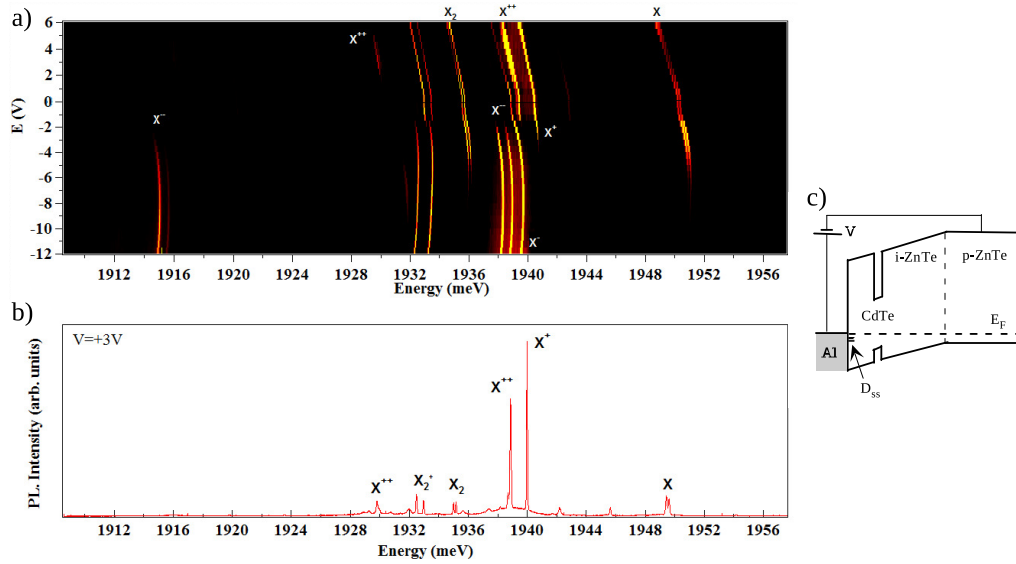 a)
X₂ X⁺⁺ X
6
4
2
0
-2
-4
-6
-8
-10
-12
E (V)
X⁺⁺
X⁻⁻
X⁻⁻
X⁺
X⁻
1912 1916 1920 1924 1928 1932 1936 1940 1944 1948 1952 1956
Energy (meV)
b)
V=+3V
PL. Intensity (arb. units)
X⁺⁺
X₂⁺
X₂
X⁺⁺
X⁺
X
1912 1916 1920 1924 1928 1932 1936 1940 1944 1948 1952 1956
Energy (meV)
c)
V
i-ZnTe
p-ZnTe
CdTe
E_F
Al
D_ss